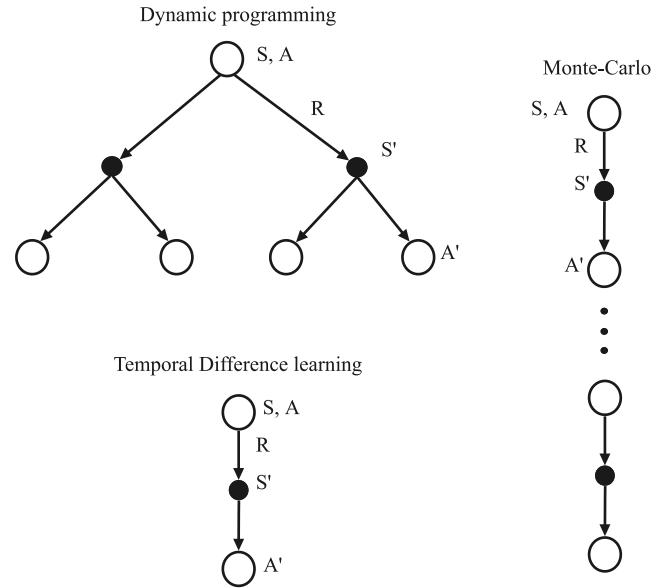 Dynamic programming
S, A
R
S'
A'
Monte-Carlo
S, A
R
S'
A'
Temporal Difference learning
S, A
R
S'
A'